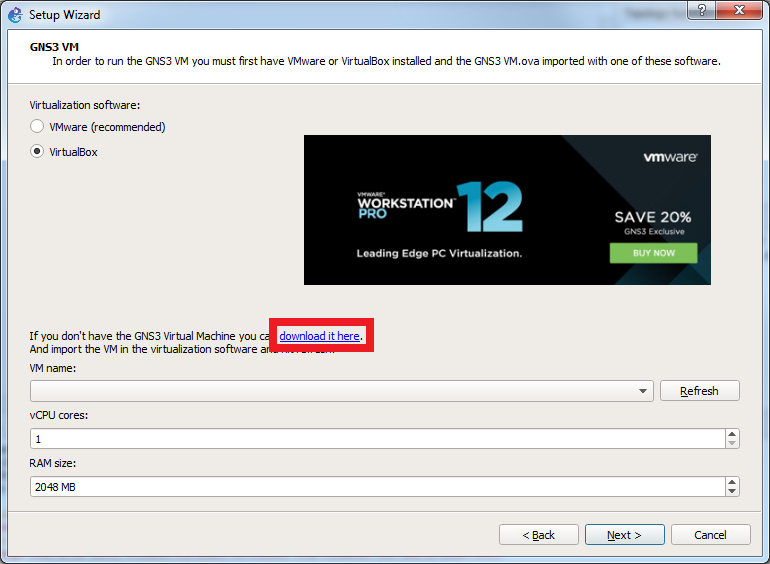 Setup Wizard
GNS3 VM
In order to run the GNS3 VM you must first have VMware or VirtualBox installed and the GNS3 VM.ova imported with one of these software.
Virtualization software:
VMware (recommended)
VirtualBox
vmware
VMWARE®
WORKSTATION™ 12
PRO
Leading Edge PC Virtualization.
SAVE 20%
GNS3 Exclusive
BUY NOW
If you don't have the GNS3 Virtual Machine you can download it here.
And import the VM in the virtualization software and
VM name:
Refresh
vCPU cores:
1
RAM size:
2048 MB
< Back
Next >
Cancel